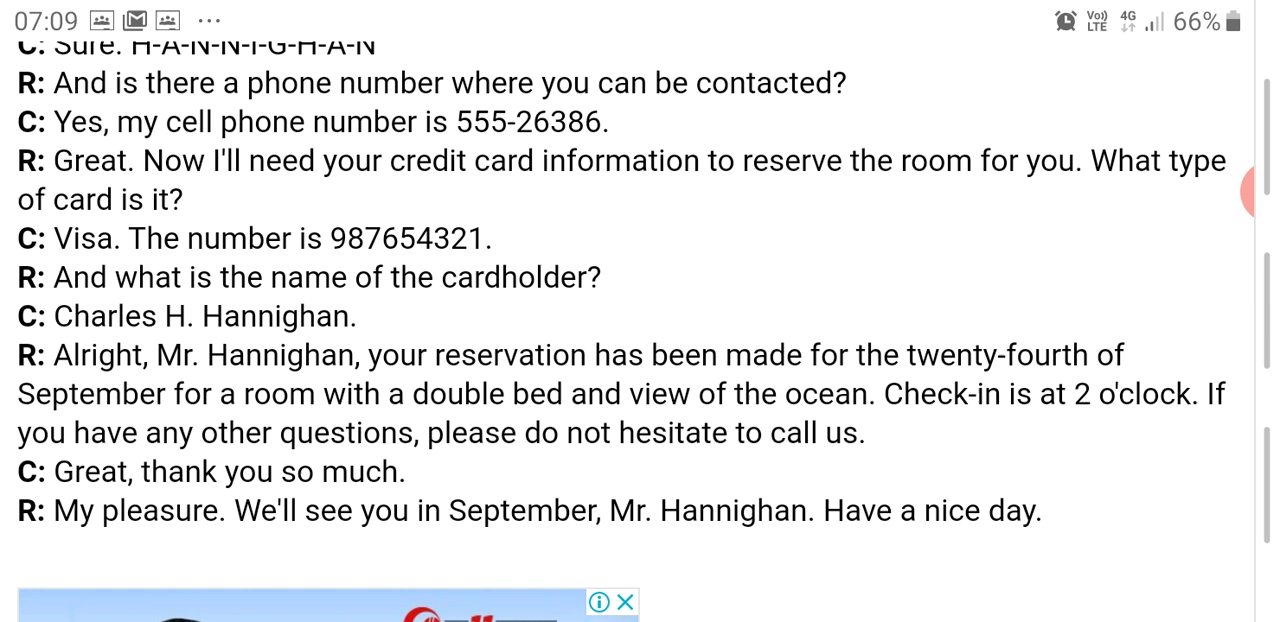 07:09 ... Vo)) LTE 4G 66%
C: Sure. H-A-N-N-I-G-H-A-N
R: And is there a phone number where you can be contacted?
C: Yes, my cell phone number is 555-26386.
R: Great. Now I'll need your credit card information to reserve the room for you. What type
of card is it?
C: Visa. The number is 987654321.
R: And what is the name of the cardholder?
C: Charles H. Hannighan.
R: Alright, Mr. Hannighan, your reservation has been made for the twenty-fourth of
September for a room with a double bed and view of the ocean. Check-in is at 2 o'clock. If
you have any other questions, please do not hesitate to call us.
C: Great, thank you so much.
R: My pleasure. We'll see you in September, Mr. Hannighan. Have a nice day.